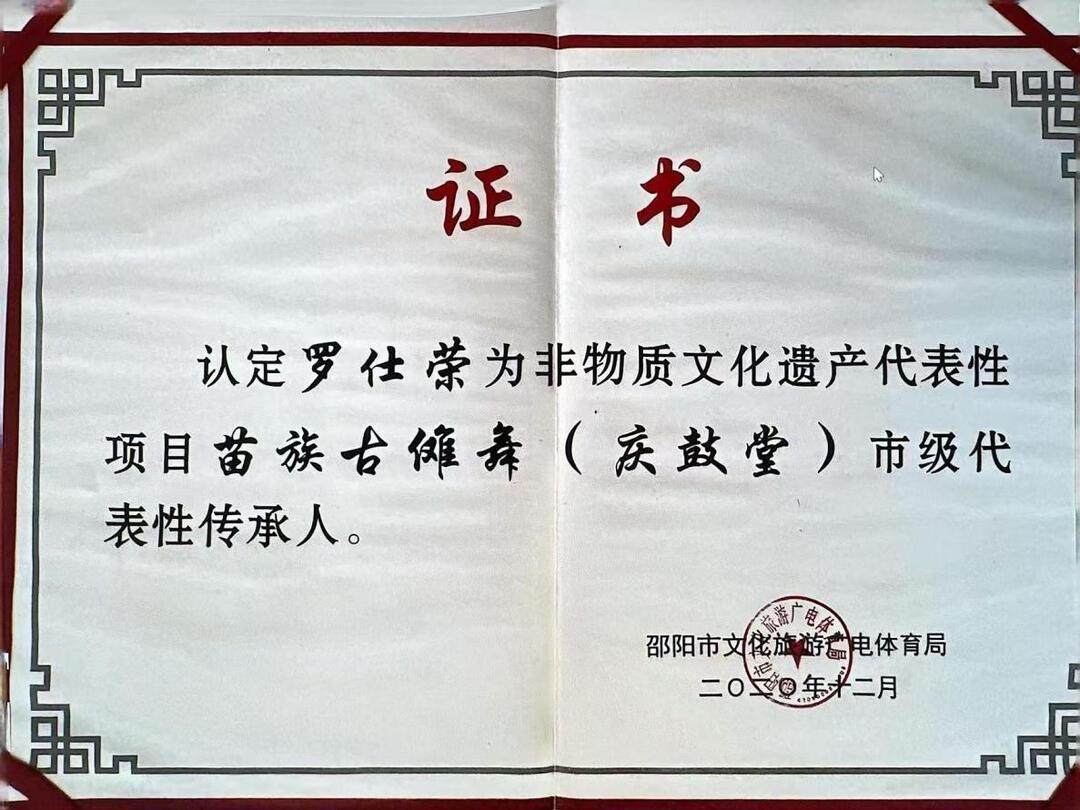 证书
认定罗仕荣为非物质文化遗产代表性
项目苗族古傩舞（庆鼓堂）市级代
表性传承人。
邵阳市文化旅游广电体育局
二〇二〇年十二月